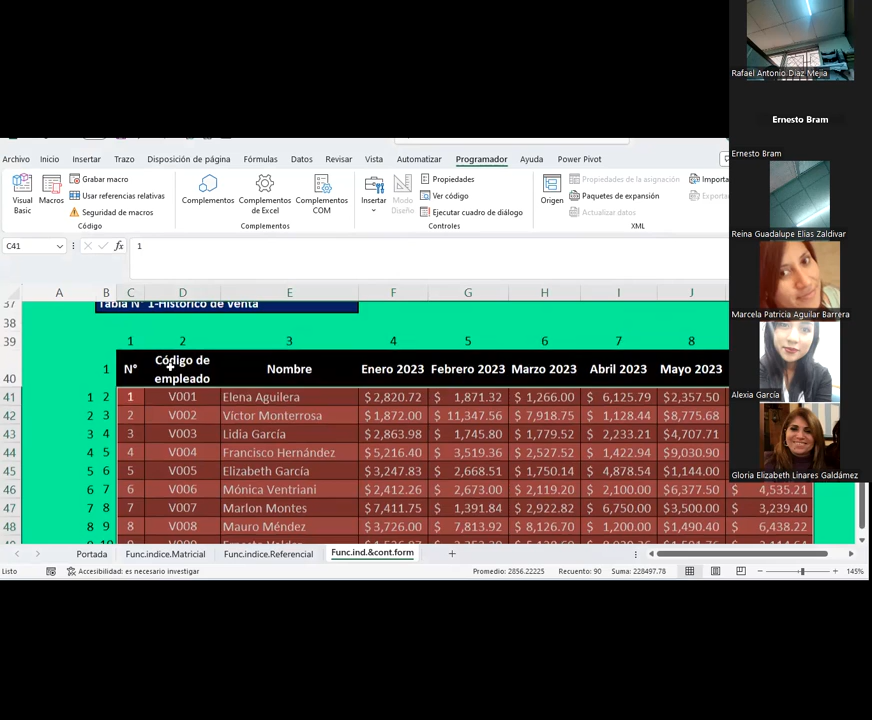 Rafael Antonio Diaz Mejia
Ernesto Bram
Ernesto Bram
Reina Guadalupe Elias Zaldivar
Marcela Patricia Aguilar Barrera
Alexia García
Gloria Elizabeth Linares Galdámez
Archivo Inicio Insertar Trazo Disposición de página Fórmulas Datos Revisar Vista Automatizar Programador Ayuda Power Pivot
Visual Basic
Macros
Grabar macro
Usar referencias relativas
Seguridad de macros
Código
Complementos
Complementos de Excel
Complementos COM
Complementos
Insertar
Modo Diseño
Propiedades
Ver código
Ejecutar cuadro de diálogo
Controles
Origen
Propiedades de la asignación
Paquetes de expansión
Actualizar datos
Importa
Exporta
XML
C41 fx 1
A B C D E F G H I J
37 Tabla N° 1-Histórico de venta
38
39 1 2 3 4 5 6 7 8
40 1 N° Código de empleado Nombre Enero 2023 Febrero 2023 Marzo 2023 Abril 2023 Mayo 2023
41 1 2 1 V001 Elena Aguilera $ 2,820.72 $ 1,871.32 $ 1,266.00 $ 6,125.79 $ 2,357.50
42 2 3 2 V002 Víctor Monterrosa $ 1,872.00 $ 11,347.56 $ 7,918.75 $ 1,128.44 $ 8,775.68
43 3 4 3 V003 Lidia García $ 2,863.98 $ 1,745.80 $ 1,779.52 $ 2,233.21 $ 4,707.71
44 4 5 4 V004 Francisco Hernández $ 5,216.40 $ 3,519.36 $ 2,527.52 $ 1,422.94 $ 9,030.90
45 5 6 5 V005 Elizabeth García $ 3,247.83 $ 2,668.51 $ 1,750.14 $ 4,878.54 $ 1,144.00
46 6 7 6 V006 Mónica Ventriani $ 2,412.26 $ 2,673.00 $ 2,119.20 $ 2,100.00 $ 6,377.50 $ 4,535.21
47 7 8 7 V007 Marlon Montes $ 7,411.75 $ 1,391.84 $ 2,922.82 $ 6,750.00 $ 3,500.00 $ 3,239.40
48 8 9 8 V008 Mauro Méndez $ 3,726.00 $ 7,813.92 $ 8,126.70 $ 1,200.00 $ 1,490.40 $ 6,438.22
Portada Func.indice.Matricial Func.indice.Referencial Func.ind.&cont.form
Listo Accesibilidad: es necesario investigar Promedio: 2856.22225 Recuento: 90 Suma: 228497.78 145%